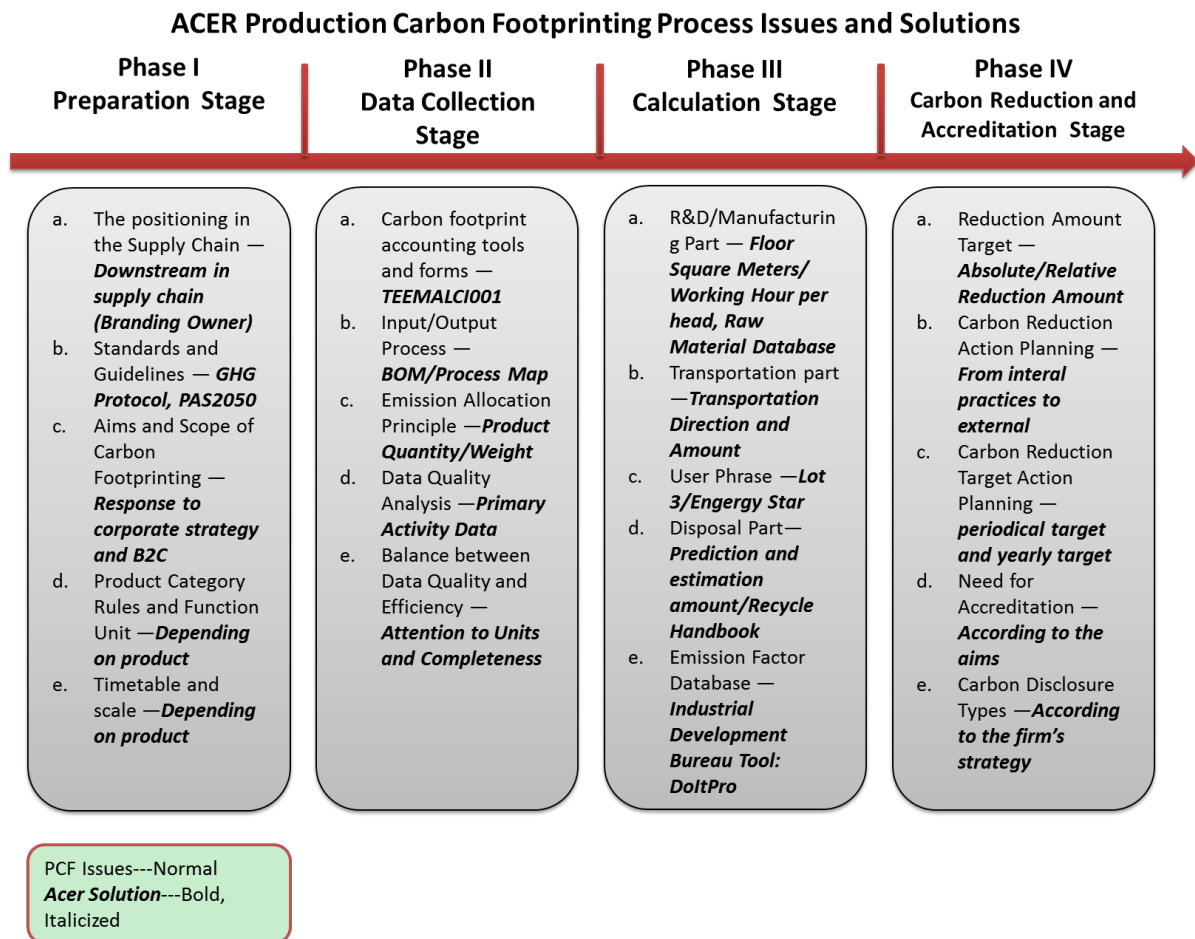 ACER Production Carbon Footprinting Process Issues and Solutions
Phase I
Preparation Stage
Phase II
Data Collection
Stage
Phase III
Calculation Stage
Phase IV
Carbon Reduction and
Accreditation Stage
a. The positioning in
the Supply Chain —
Downstream in
supply chain
(Branding Owner)
b. Standards and
Guidelines — GHG
Protocol, PAS2050
c. Aims and Scope of
Carbon
Footprinting —
Response to
corporate strategy
and B2C
d. Product Category
Rules and Function
Unit —Depending
on product
e. Timetable and
scale —Depending
on product
a. Carbon footprint
accounting tools
and forms —
TEEMALCI001
b. Input/Output
Process —
BOM/Process Map
c. Emission Allocation
Principle —Product
Quantity/Weight
d. Data Quality
Analysis —Primary
Activity Data
e. Balance between
Data Quality and
Efficiency —
Attention to Units
and Completeness
a. R&D/Manufacturin
g Part — Floor
Square Meters/
Working Hour per
head, Raw
Material Database
b. Transportation part
—Transportation
Direction and
Amount
c. User Phrase —Lot
3/Engergy Star
d. Disposal Part—
Prediction and
estimation
amount/Recycle
Handbook
e. Emission Factor
Database —
Industrial
Development
Bureau Tool:
DoItPro
a. Reduction Amount
Target —
Absolute/Relative
Reduction Amount
b. Carbon Reduction
Action Planning —
From interal
practices to
external
c. Carbon Reduction
Target Action
Planning —
periodical target
and yearly target
d. Need for
Accreditation —
According to the
aims
e. Carbon Disclosure
Types —According
to the firm’s
strategy
PCF Issues---Normal
Acer Solution---Bold,
Italicized